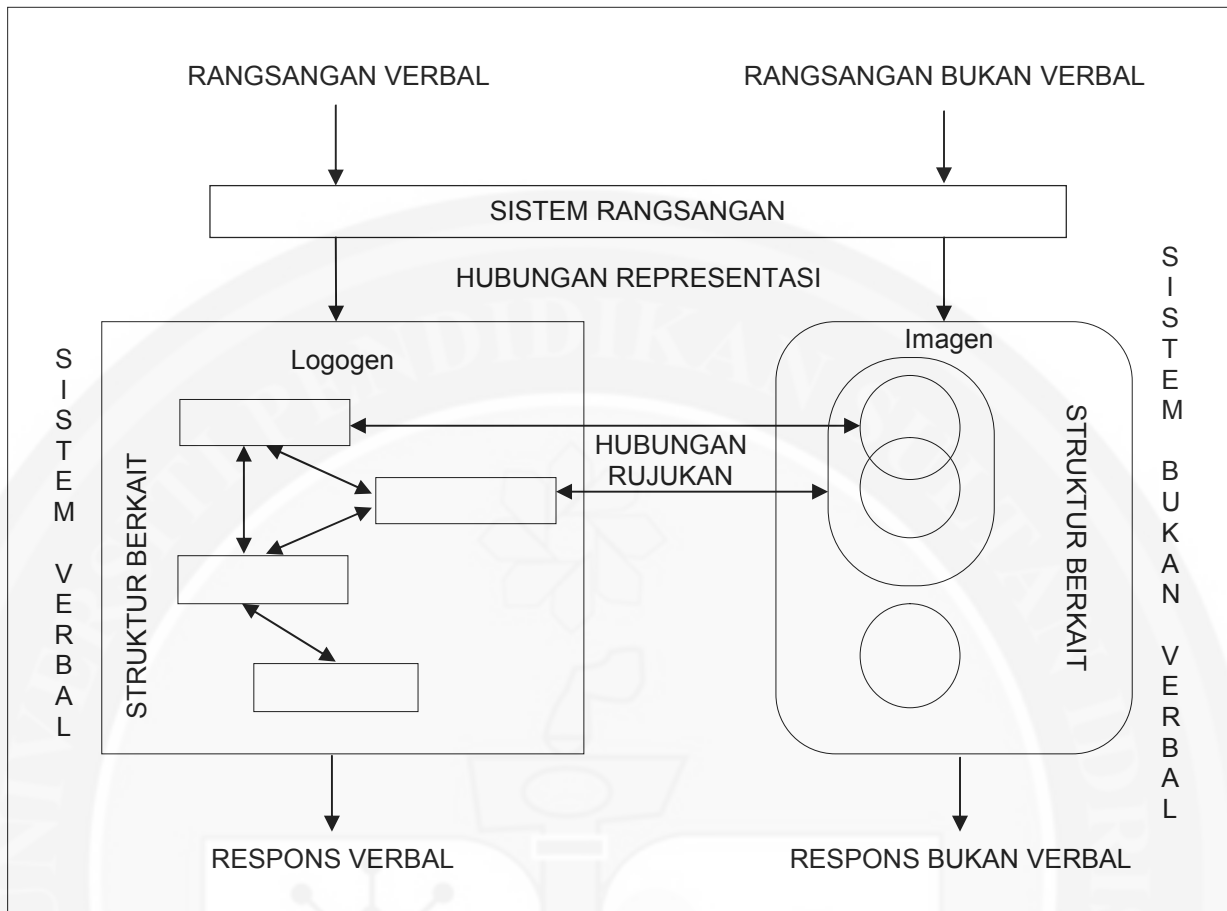 RANGSANGAN VERBAL
RANGSANGAN BUKAN VERBAL
SISTEM RANGSANGAN
HUBUNGAN REPRESENTASI
SISTEM VERBAL
STRUKTUR BERKAIT
Logogen
HUBUNGAN
RUJUKAN
Imagen
STRUKTUR BERKAIT
SISTEM BUKAN VERBAL
RESPONS VERBAL
RESPONS BUKAN VERBAL